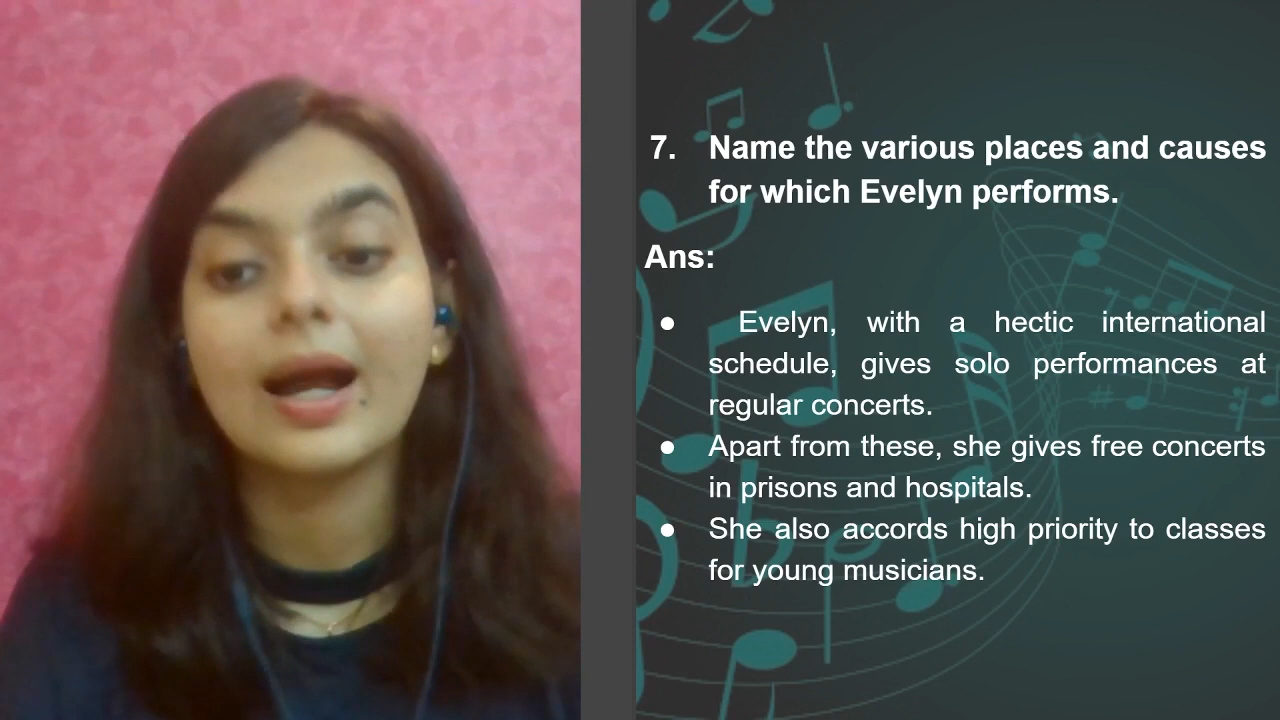 7. Name the various places and causes
for which Evelyn performs.
Ans:
● Evelyn, with a hectic international
schedule, gives solo performances at
regular concerts.
● Apart from these, she gives free concerts
in prisons and hospitals.
● She also accords high priority to classes
for young musicians.